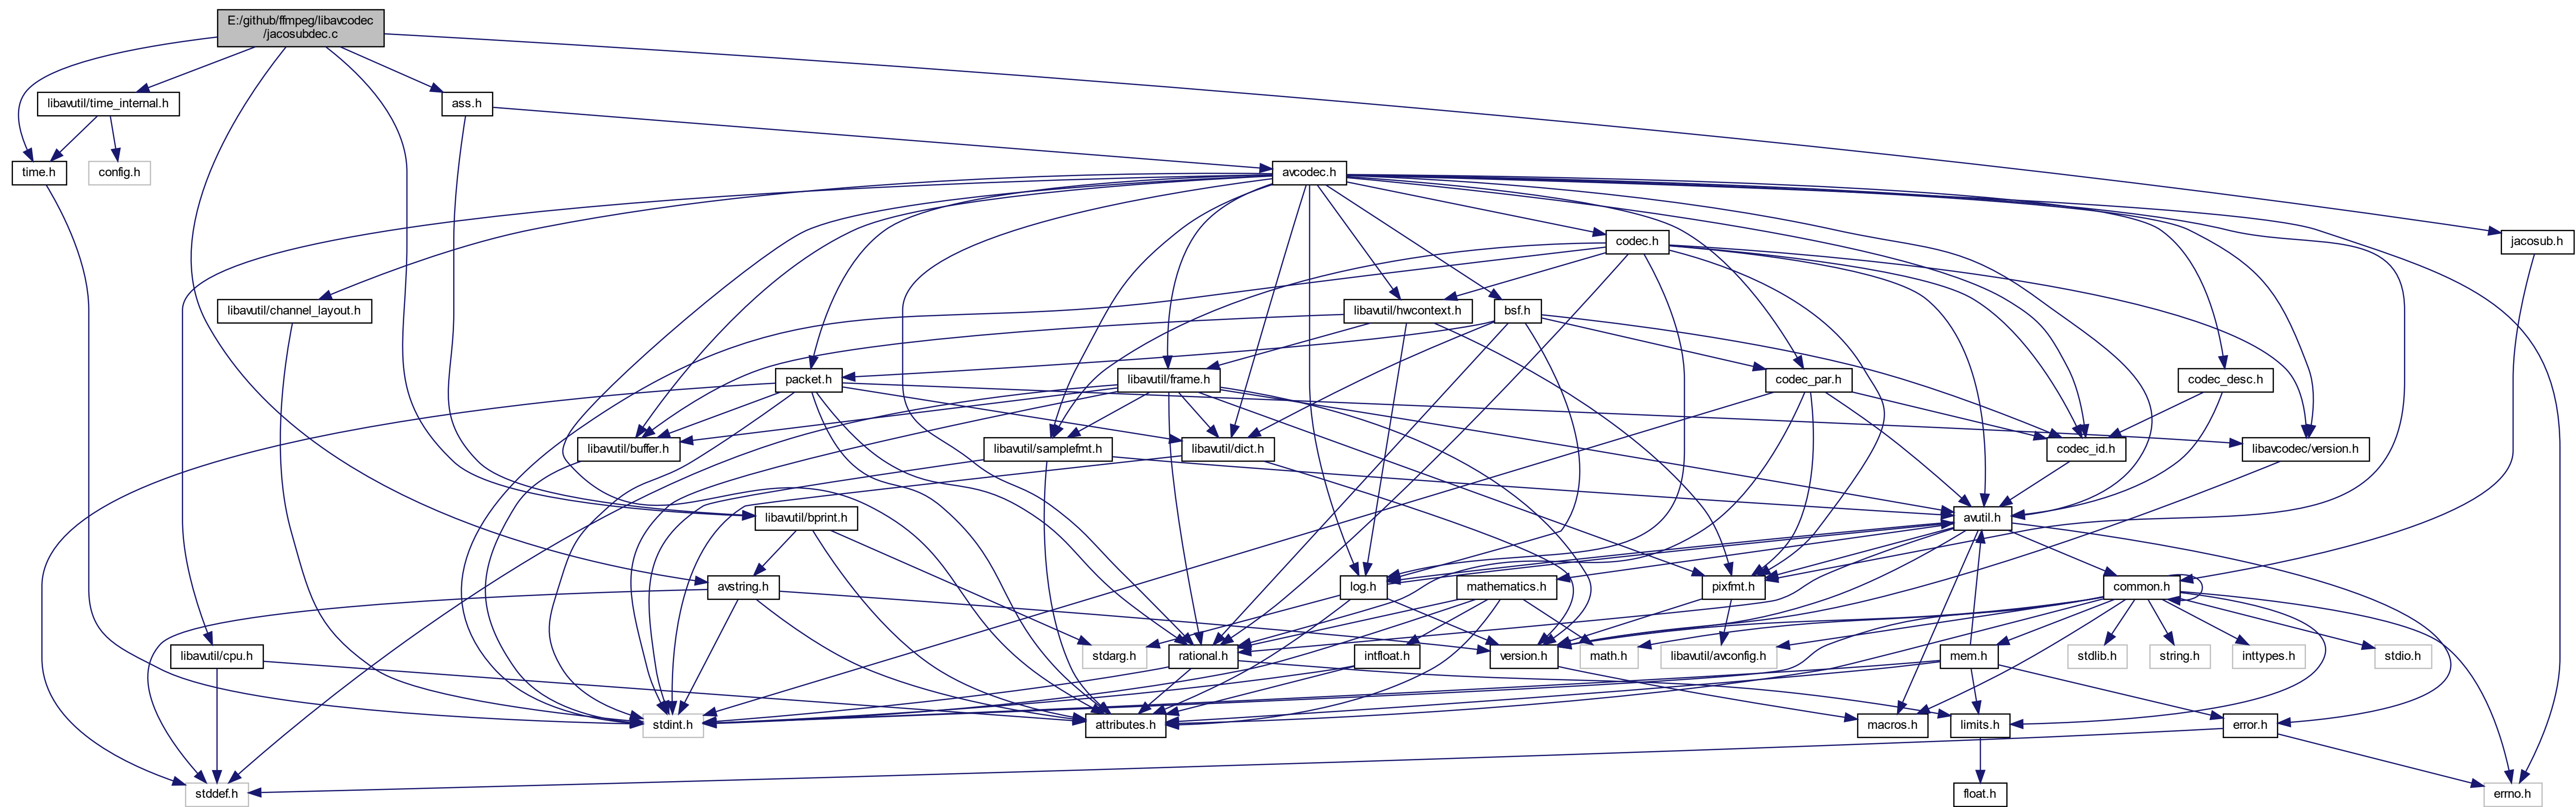 E:/github/ffmpeg/libavcodec
/jacosubdec.c
libavutil/time_internal.h
ass.h
time.h
config.h
avcodec.h
codec.h
jacosub.h
libavutil/channel_layout.h
libavutil/hwcontext.h
bsf.h
packet.h
libavutil/frame.h
codec_par.h
codec_desc.h
libavutil/buffer.h
libavutil/samplefmt.h
libavutil/dict.h
codec_id.h
libavcodec/version.h
libavutil/bprint.h
avutil.h
avstring.h
log.h
mathematics.h
pixfmt.h
common.h
libavutil/cpu.h
stdarg.h
rational.h
intfloat.h
version.h
math.h
libavutil/avconfig.h
mem.h
stdlib.h
string.h
inttypes.h
stdio.h
stdint.h
attributes.h
macros.h
limits.h
error.h
stddef.h
float.h
errno.h